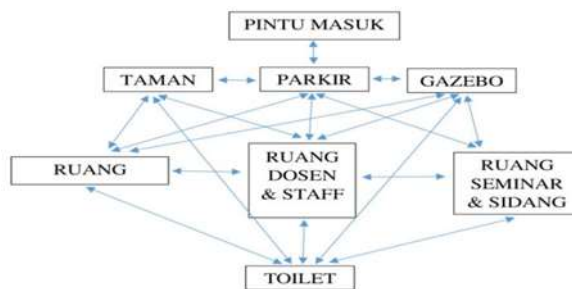 PINTU MASUK
TAMAN
PARKIR
GAZEBO
RUANG
RUANG
DOSEN
& STAFF
RUANG
SEMINAR
& SIDANG
TOILET